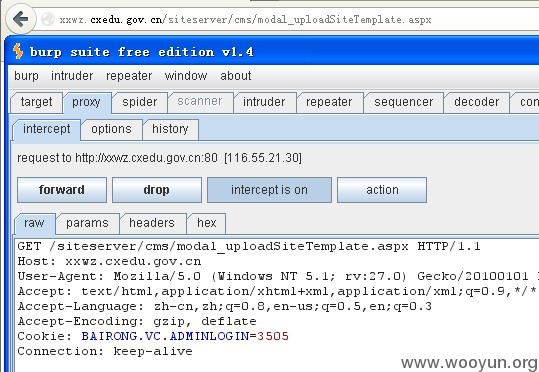 xxwz.cxedu.gov.cn/siteserver/cms/modal_uploadSiteTemplate.aspx
burp suite free edition v1.4
burp intruder repeater window about
target proxy spider scanner intruder repeater sequencer decoder
intercept options history
request to http://xxwz.cxedu.gov.cn:80 [116.55.21.30]
forward drop intercept is on action
raw params headers hex
GET /siteserver/cms/modal_uploadSiteTemplate.aspx HTTP/1.1
Host: xxwz.cxedu.gov.cn
User-Agent: Mozilla/5.0 (Windows NT 5.1; rv:27.0) Gecko/20100101
Accept: text/html,application/xhtml+xml,application/xml;q=0.9,*/*
Accept-Language: zh-cn,zh;q=0.8,en-us;q=0.5,en;q=0.3
Accept-Encoding: gzip, deflate
Cookie: BAIRONG.VC.ADMINLOGIN=3505
Connection: keep-alive
www.wooyun.org